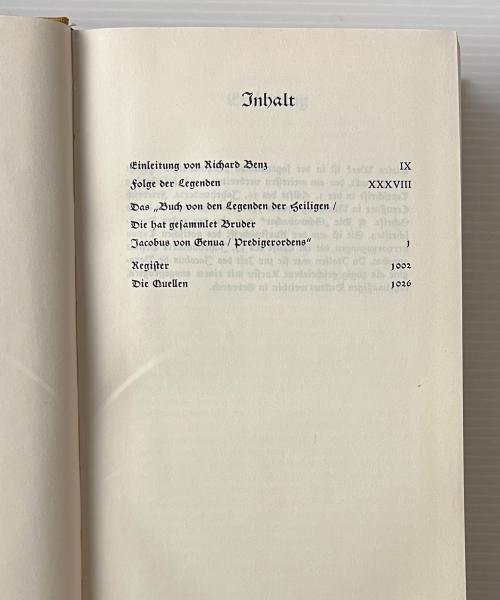 Inhalt
Einleitung von Richard Benz IX
Folge der Legenden XXXVIII
Das „Buch von den Legenden der Heiligen /
Die hat gesammlet Bruder
Jacobus von Genua / Predigerordens“ 1
Register 1002
Die Quellen 1026